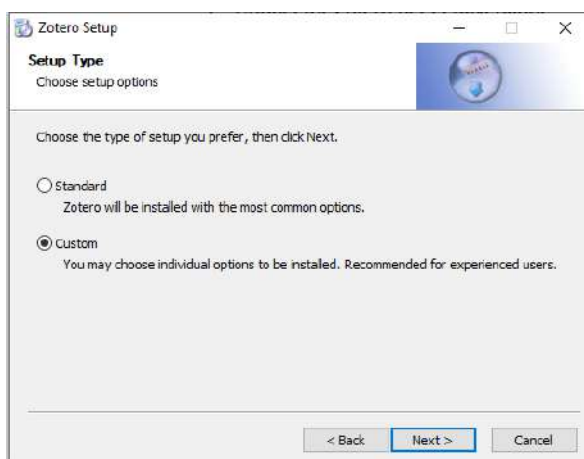 Zotero Setup
Setup Type
Choose setup options
Choose the type of setup you prefer, then click Next.
Standard
Zotero will be installed with the most common options.
Custom
You may choose individual options to be installed. Recommended for experienced users.
< Back
Next >
Cancel